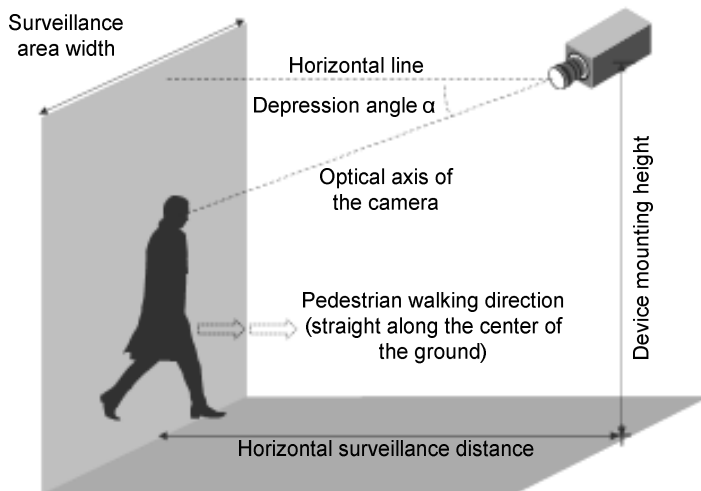 Surveillance
area width
Horizontal line
Depression angle α
Optical axis of
the camera
Device mounting height
Pedestrian walking direction
(straight along the center of
the ground)
Horizontal surveillance distance